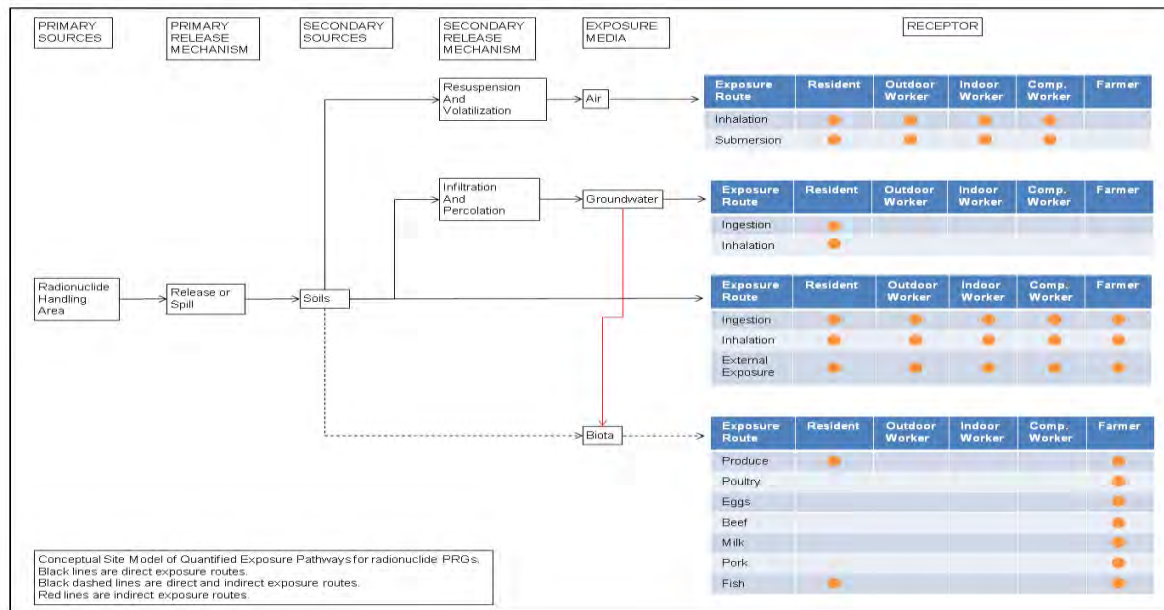 PRIMARY
SOURCES
PRIMARY
RELEASE
MECHANISM
SECONDARY
SOURCES
SECONDARY
RELEASE
MECHANISM
EXPOSURE
MEDIA
RECEPTOR
Resuspension
And
Volatilization
Air
Exposure
Route
Resident
Outdoor
Worker
Indoor
Worker
Comp.
Worker
Farmer
Inhalation
Submersion
Infiltration
And
Percolation
Groundwater
Exposure
Route
Resident
Outdoor
Worker
Indoor
Worker
Comp.
Worker
Farmer
Ingestion
Inhalation
Radionuclide
Handling
Area
Release or
Spill
Soils
Exposure
Route
Resident
Outdoor
Worker
Indoor
Worker
Comp.
Worker
Farmer
Ingestion
Inhalation
External
Exposure
Biota
Exposure
Route
Resident
Outdoor
Worker
Indoor
Worker
Comp.
Worker
Farmer
Produce
Poultry
Eggs
Beef
Milk
Pork
Fish
Conceptual Site Model of Quantified Exposure Pathways for radionuclide PRGs.
Black lines are direct exposure routes.
Black dashed lines are direct and indirect exposure routes.
Red lines are indirect exposure routes.